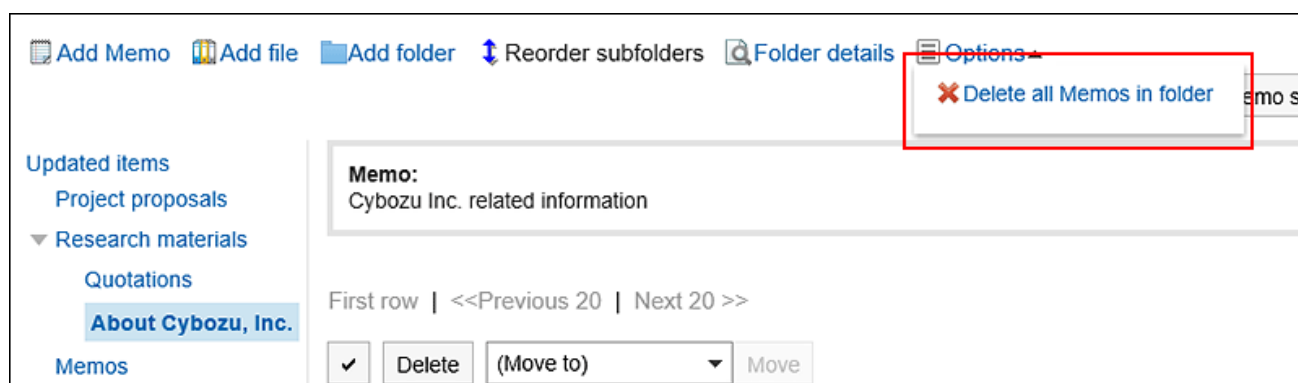 Add Memo Add file Add folder Reorder subfolders Folder details Options
Delete all Memos in folder
emo s
Updated items
Project proposals
Research materials
Quotations
About Cybozu, Inc.
Memos
Memo:
Cybozu Inc. related information
First row | <<Previous 20 | Next 20 >>
Delete (Move to) Move